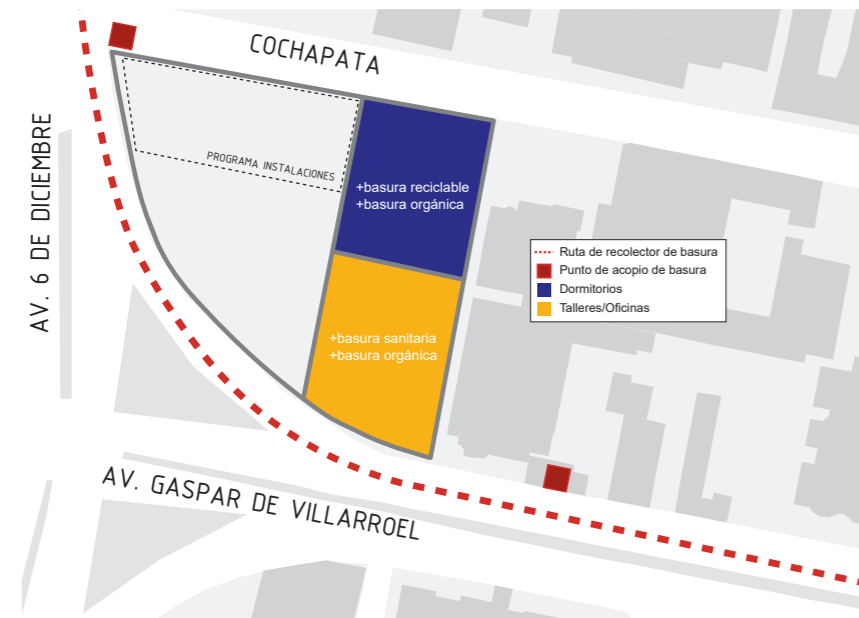 COCHAPATA
AV. 6 DE DICIEMBRE
PROGRAMA INSTALACIONES
+basura reciclable
+basura orgánica
Ruta de recolector de basura
Punto de acopio de basura
Dormitorios
Talleres/Oficinas
+basura sanitaria
+basura orgánica
AV. GASPAR DE VILLARROEL